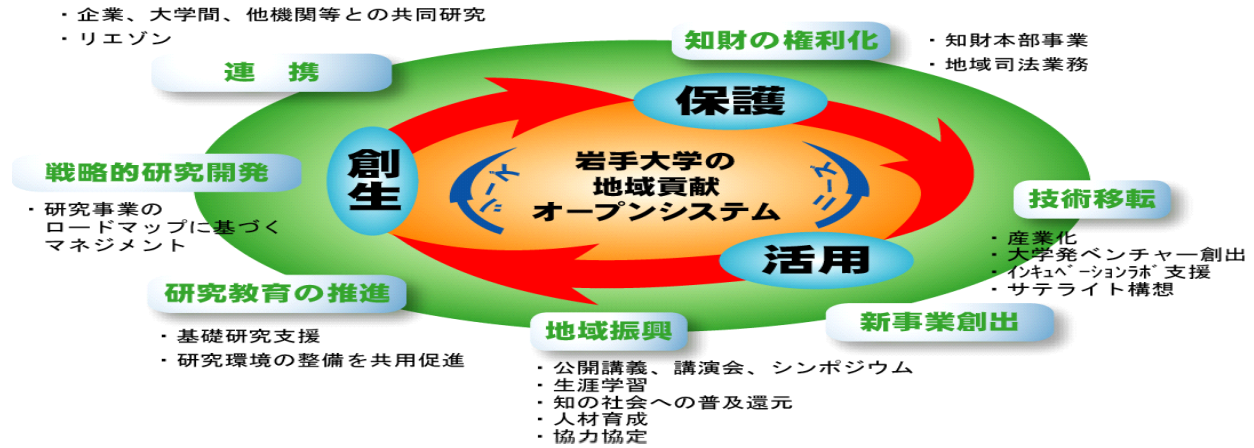 ・企業、大学間、他機関等との共同研究
・リエゾン
連　携
知財の権利化
・知財本部事業
・地域司法業務
保護
創生
岩手大学の
地域貢献
オープンシステム
シーズ
ニーズ
戦略的研究開発
・研究事業の
ロードマップに基づく
マネジメント
技術移転
・産業化
・大学発ベンチャー創出
・ｲﾝｷｭﾍﾞｰションﾗﾎﾞ支援
・サテライト構想
活用
研究教育の推進
・基礎研究支援
・研究環境の整備を共用促進
新事業創出
地域振興
・公開講義、講演会、シンポジウム
・生涯学習
・知の社会への普及還元
・人材育成
・協力協定